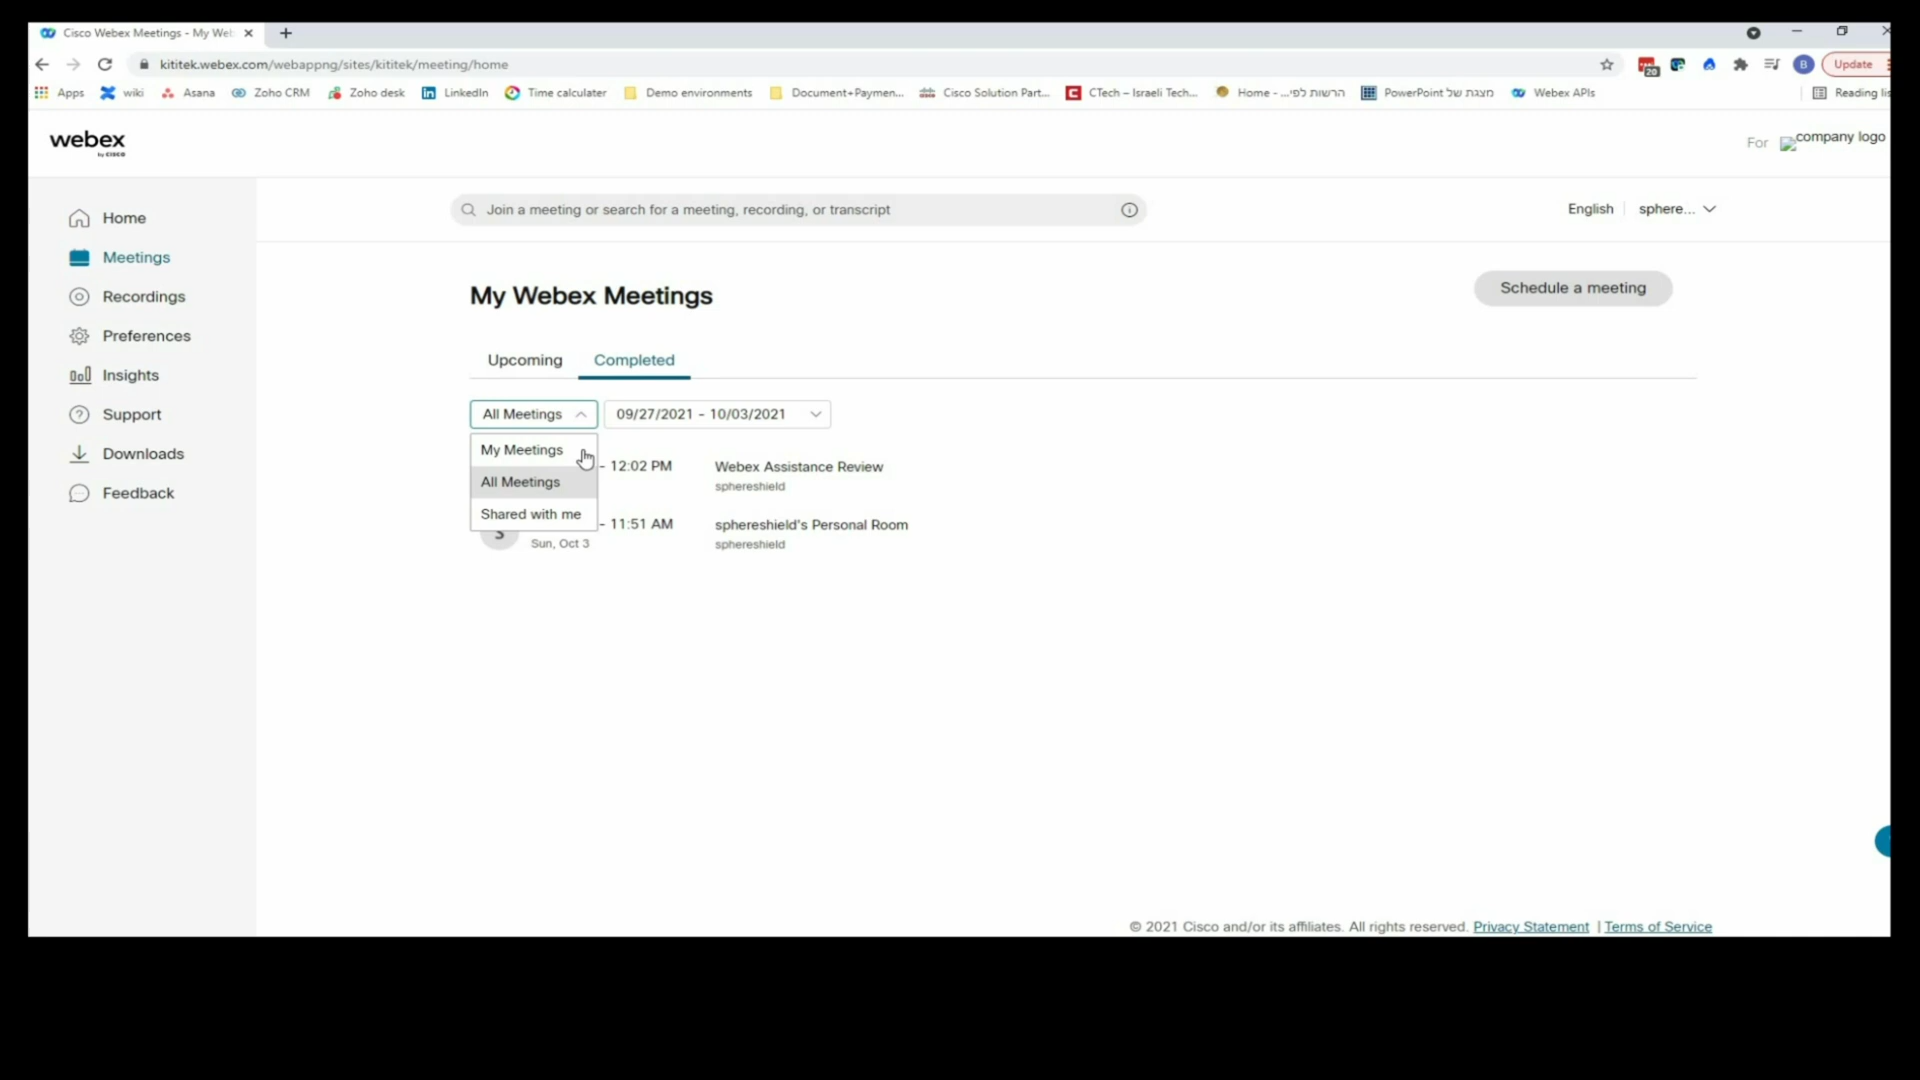 Cisco Webex Meetings - My Web
kititek.webex.com/webappng/sites/kititek/meeting/home
20
B
Update
Apps wiki Asana Zoho CRM Zoho desk LinkedIn Time calculater Demo environments Document+Paymen... Cisco Solution Part... CTech – Israeli Tech... Home - ...הרשות לפי מצגת של PowerPoint Webex APIs Reading lis
webex
by CISCO
For company logo
Join a meeting or search for a meeting, recording, or transcript
English sphere...
Home
Meetings
Recordings
Preferences
Insights
Support
Downloads
Feedback
My Webex Meetings
Schedule a meeting
Upcoming Completed
All Meetings 09/27/2021 - 10/03/2021
My Meetings
All Meetings
Shared with me
- 12:02 PM Webex Assistance Review
sphereshield
- 11:51 AM sphereshield's Personal Room
Sun, Oct 3 sphereshield
© 2021 Cisco and/or its affiliates. All rights reserved. Privacy Statement | Terms of Service